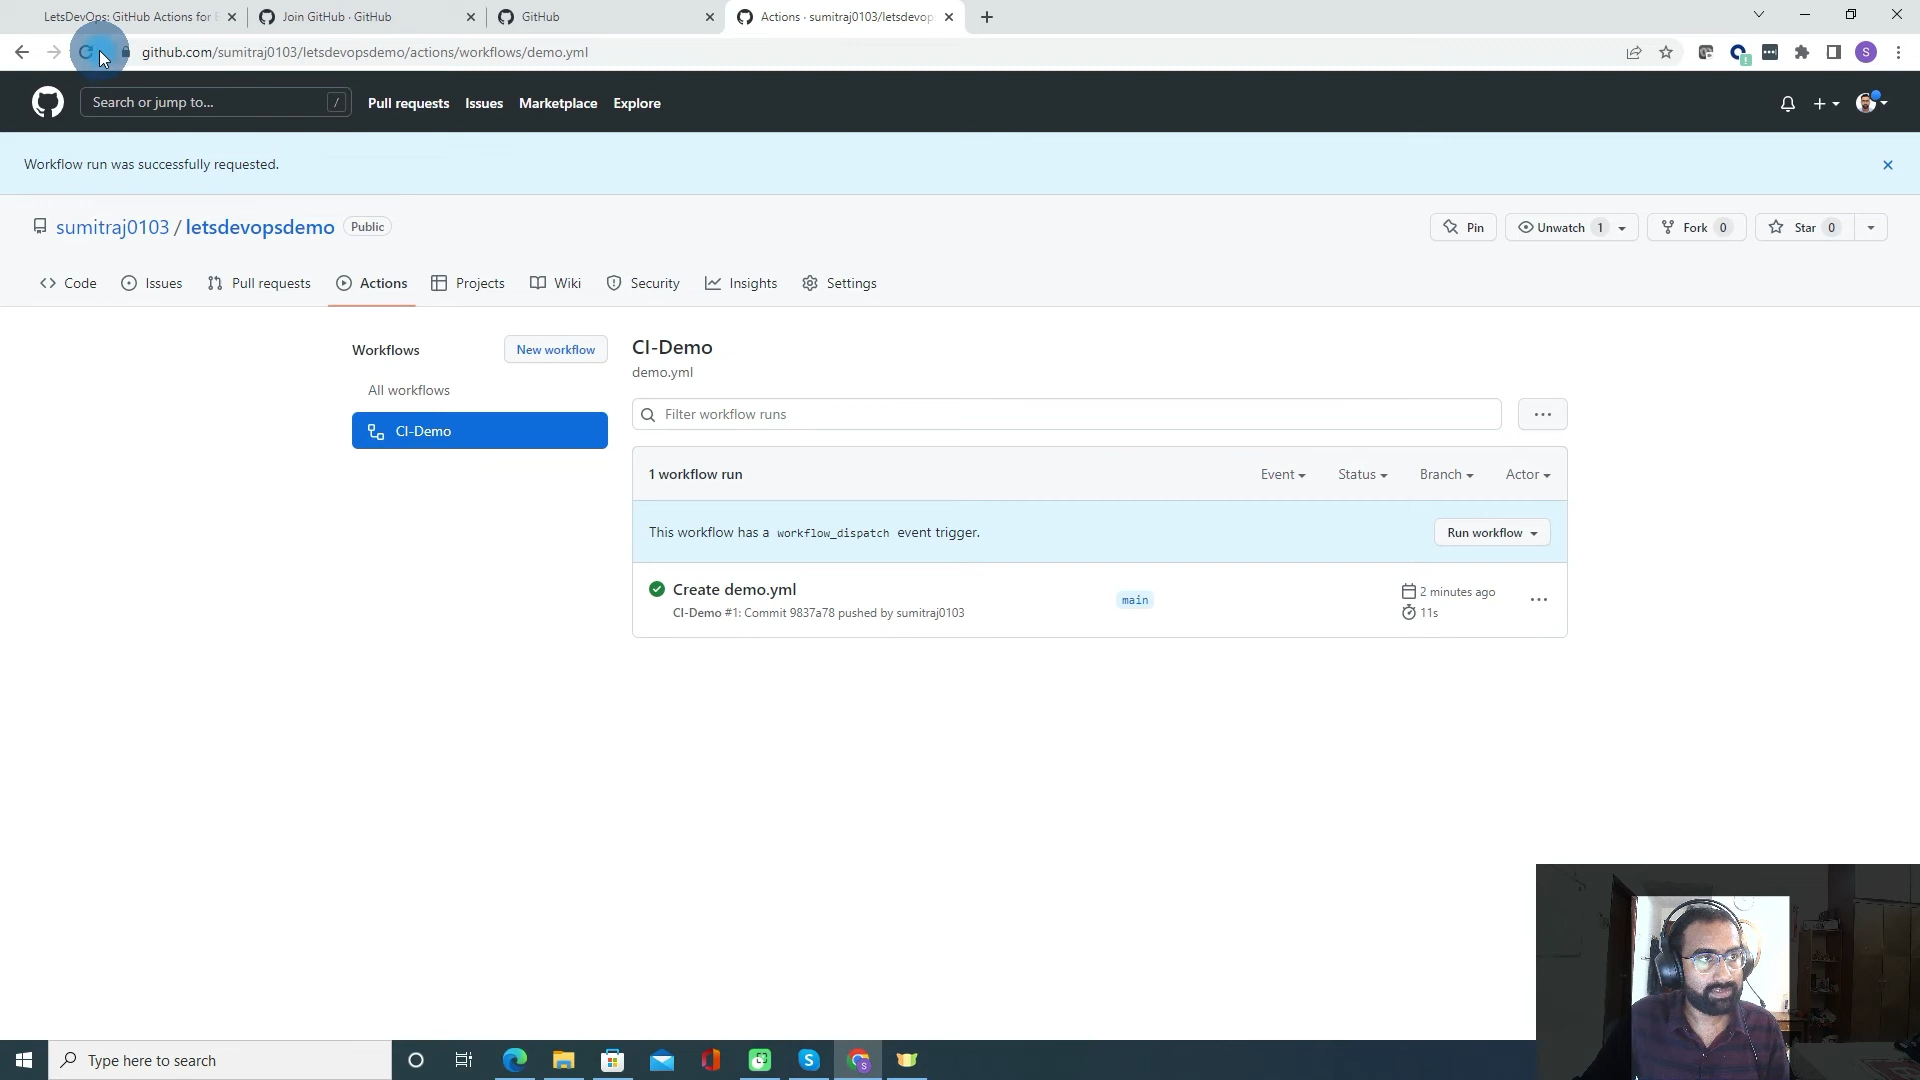 LetsDevOps: GitHub Actions for
Join GitHub · GitHub
GitHub
Actions · sumitraj0103/letsdevop
github.com/sumitraj0103/letsdevopsdemo/actions/workflows/demo.yml
S
Search or jump to...
/
Pull requests
Issues
Marketplace
Explore
Workflow run was successfully requested.
sumitraj0103 / letsdevopsdemo
Public
Pin
Unwatch 1
Fork 0
Star 0
Code
Issues
Pull requests
Actions
Projects
Wiki
Security
Insights
Settings
Workflows
New workflow
All workflows
CI-Demo
CI-Demo
demo.yml
Filter workflow runs
1 workflow run
Event
Status
Branch
Actor
This workflow has a workflow_dispatch event trigger.
Run workflow
Create demo.yml
CI-Demo #1: Commit 9837a78 pushed by sumitraj0103
main
2 minutes ago
11s
Type here to search